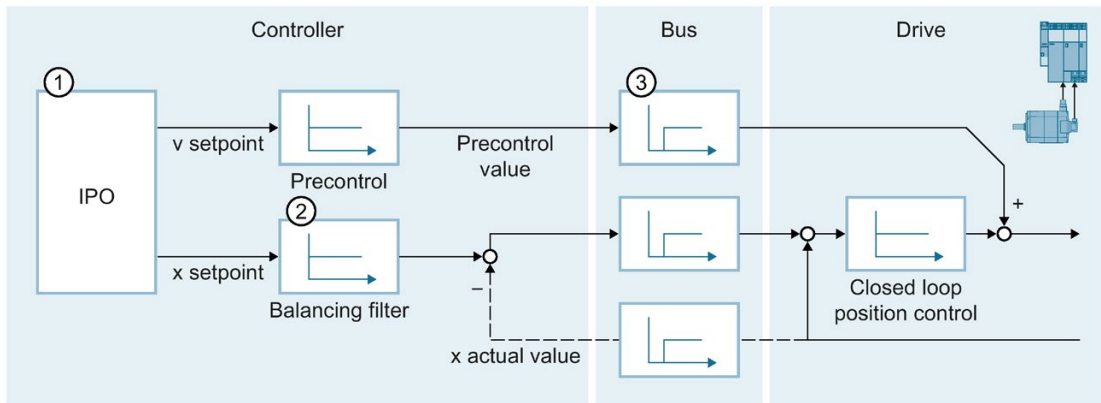 Controller
Bus
Drive
1
3
v setpoint
Precontrol
value
Precontrol
IPO
+
2
x setpoint
Balancing filter
Closed loop
position control
–
x actual value